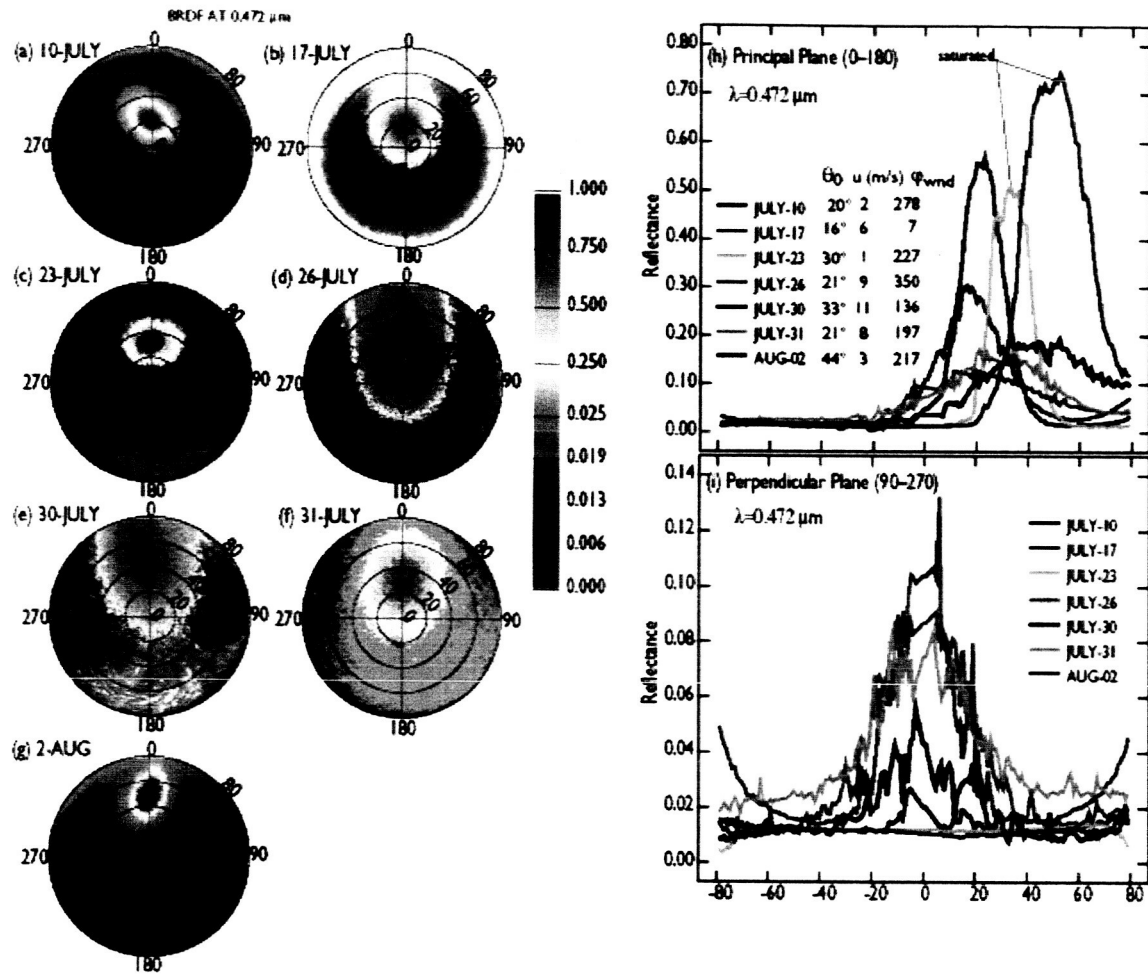 BRDF AT 0.472 μm
(a) 10-JULY
0
80
270
90
180
(b) 17-JULY
0
80
60
20
0
270
90
180
(c) 23-JULY
0
80
270
90
180
(d) 26-JULY
0
80
270
90
180
(e) 30-JULY
0
80
20
0
270
90
180
(f) 31-JULY
0
80
40
20
0
270
90
180
(g) 2-AUG
0
80
270
90
180
1.000
0.750
0.500
0.250
0.025
0.019
0.013
0.006
0.000
(h) Principal Plane (0–180)
saturated
λ=0.472 μm
θ0 u (m/s) φwnd
JULY-10 20° 2 278
JULY-17 16° 6 7
JULY-23 30° 1 227
JULY-26 21° 9 350
JULY-30 33° 11 136
JULY-31 21° 8 197
AUG-02 44° 3 217
Reflectance
0.80
0.70
0.60
0.50
0.40
0.30
0.20
0.10
0.00
(i) Perpendicular Plane (90–270)
λ=0.472 μm
JULY-10
JULY-17
JULY-23
JULY-26
JULY-30
JULY-31
AUG-02
Reflectance
0.14
0.12
0.10
0.08
0.06
0.04
0.02
0.00
-80 -60 -40 -20 0 20 40 60 80